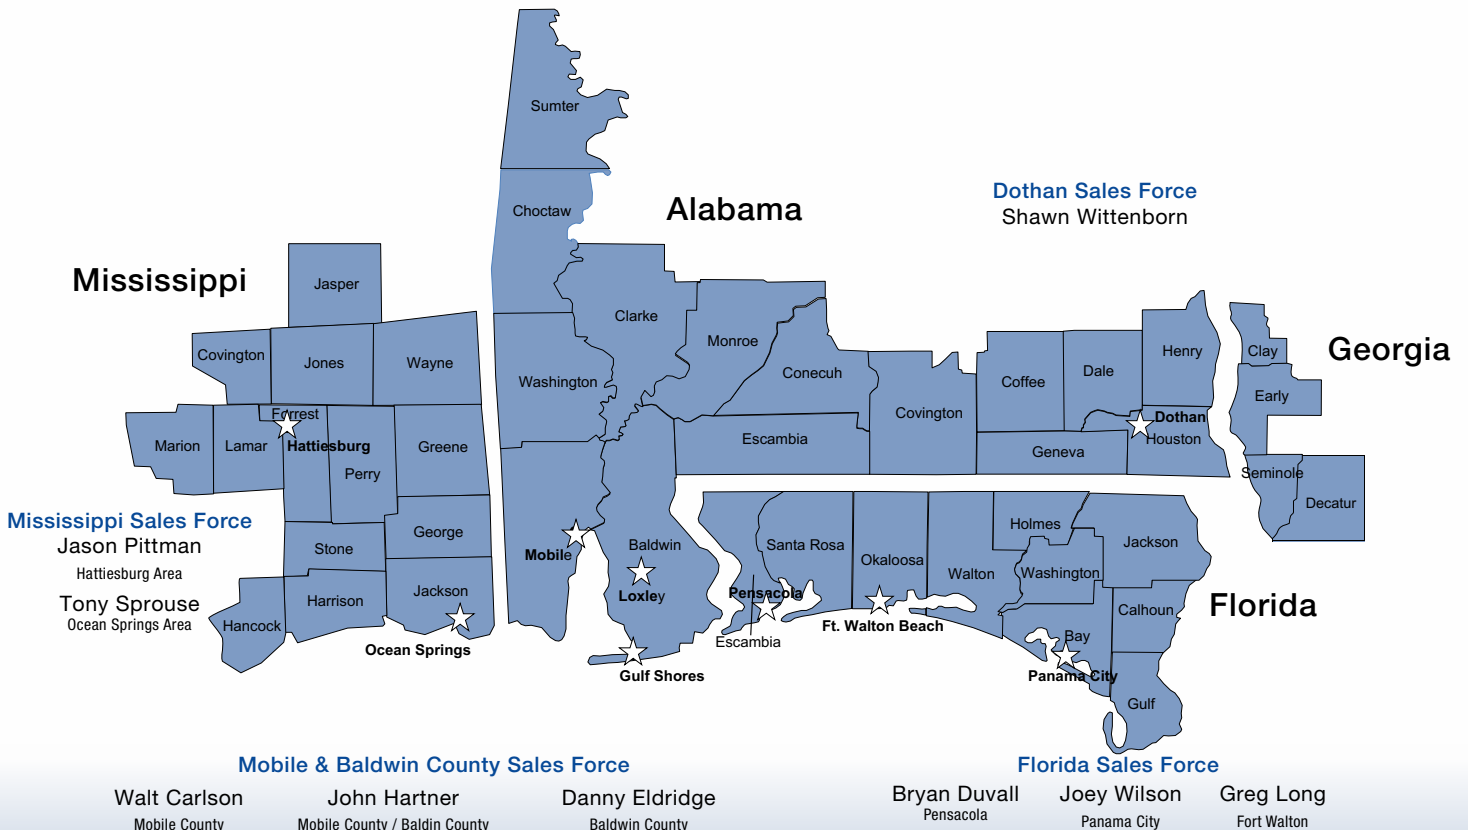 Sumter
Choctaw
Alabama
Dothan Sales Force
Shawn Wittenborn
Mississippi
Jasper
Clarke
Monroe
Henry
Clay
Georgia
Covington
Jones
Wayne
Washington
Conecuh
Coffee
Dale
Early
Forrest
Covington
Dothan
Marion
Lamar
Hattiesburg
Greene
Escambia
Houston
Geneva
Perry
Seminole
Decatur
Mississippi Sales Force
Jason Pittman
Hattiesburg Area
Tony Sprouse
Ocean Springs Area
George
Stone
Mobile
Baldwin
Santa Rosa
Okaloosa
Holmes
Jackson
Walton
Washington
Jackson
Harrison
Hancock
Loxley
Pensacola
Calhoun
Florida
Ft. Walton Beach
Escambia
Bay
Ocean Springs
Gulf Shores
Panama City
Gulf
Mobile & Baldwin County Sales Force
Walt Carlson
Mobile County
John Hartner
Mobile County / Baldin County
Danny Eldridge
Baldwin County
Florida Sales Force
Bryan Duvall
Pensacola
Joey Wilson
Panama City
Greg Long
Fort Walton